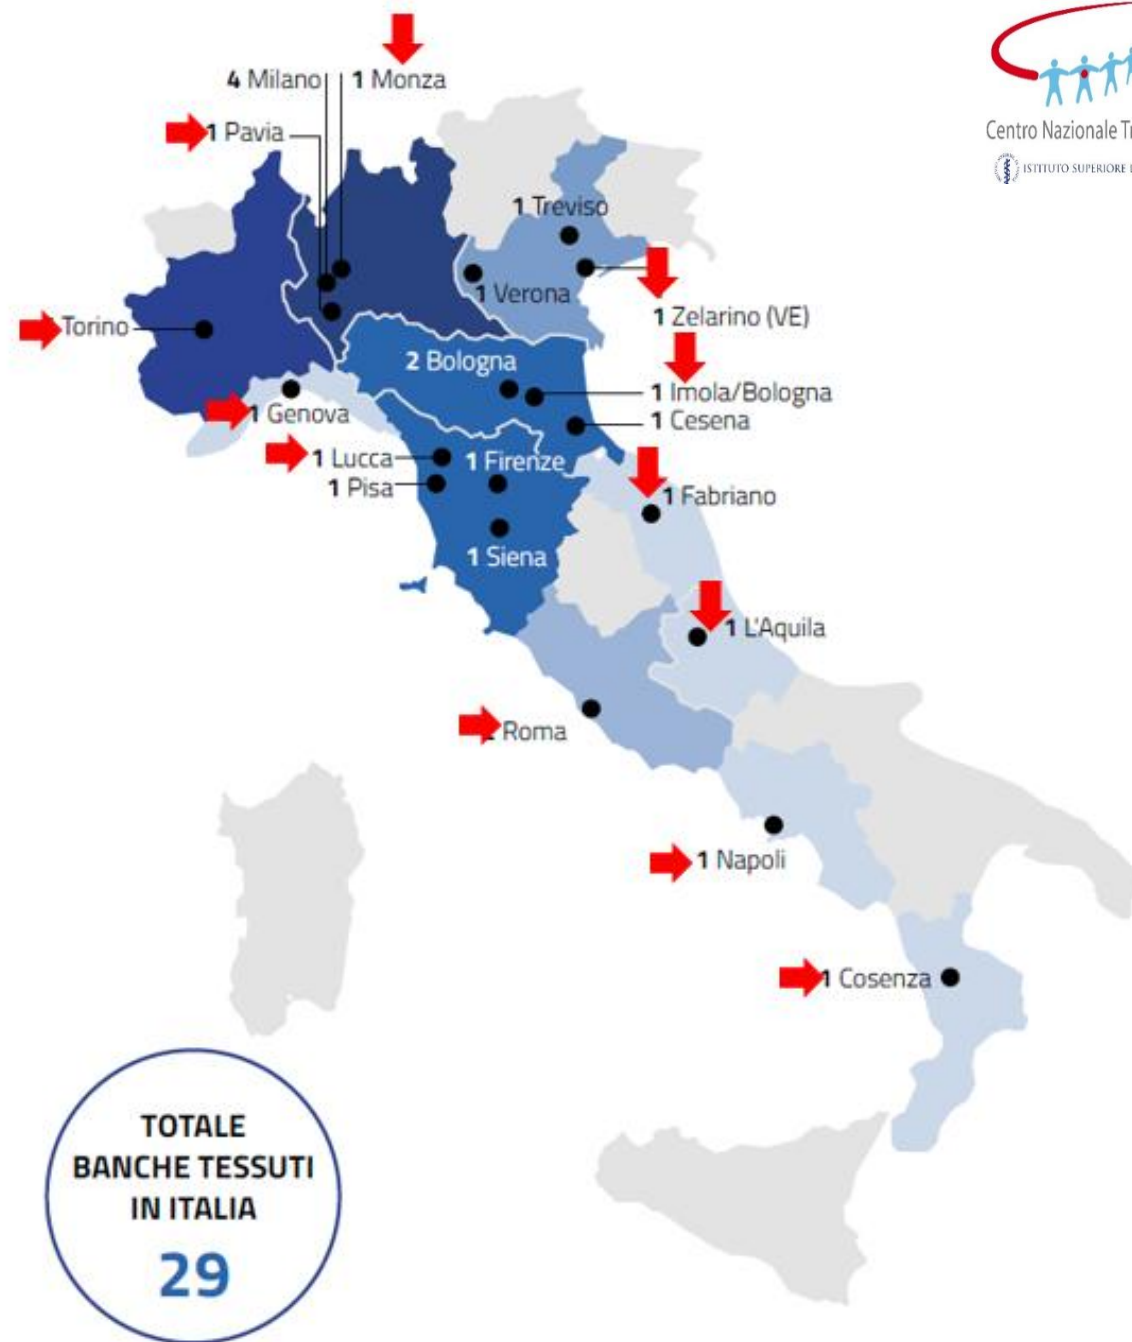 1 Monza
4 Milano
1 Pavia
Centro Nazionale
ISTITUTO SUPERIORE
1 Treviso
1 Verona
1 Zelarino (VE)
Torino
2 Bologna
1 Imola/Bologna
1 Cesena
1 Genova
1 Lucca
1 Firenze
1 Pisa
1 Fabriano
1 Siena
1 L'Aquila
Roma
1 Napoli
1 Cosenza
TOTALE
BANCHE TESSUTI
IN ITALIA
29